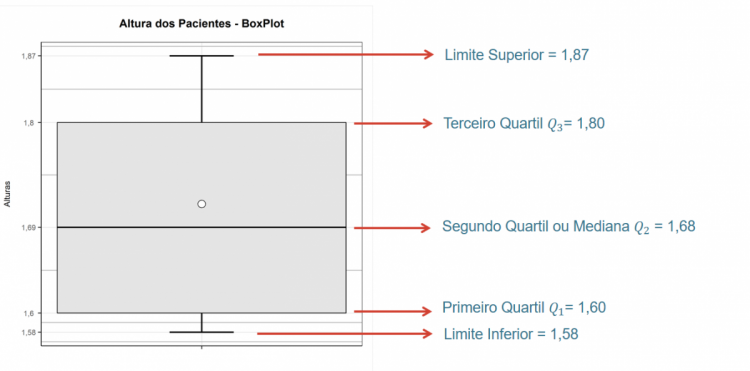 Altura dos Pacientes - BoxPlot
1,87
Limite Superior = 1,87
1,8
Terceiro Quartil Q₃= 1,80
Alturas
1,69
Segundo Quartil ou Mediana Q₂ = 1,68
1,6
Primeiro Quartil Q₁= 1,60
1,58
Limite Inferior = 1,58